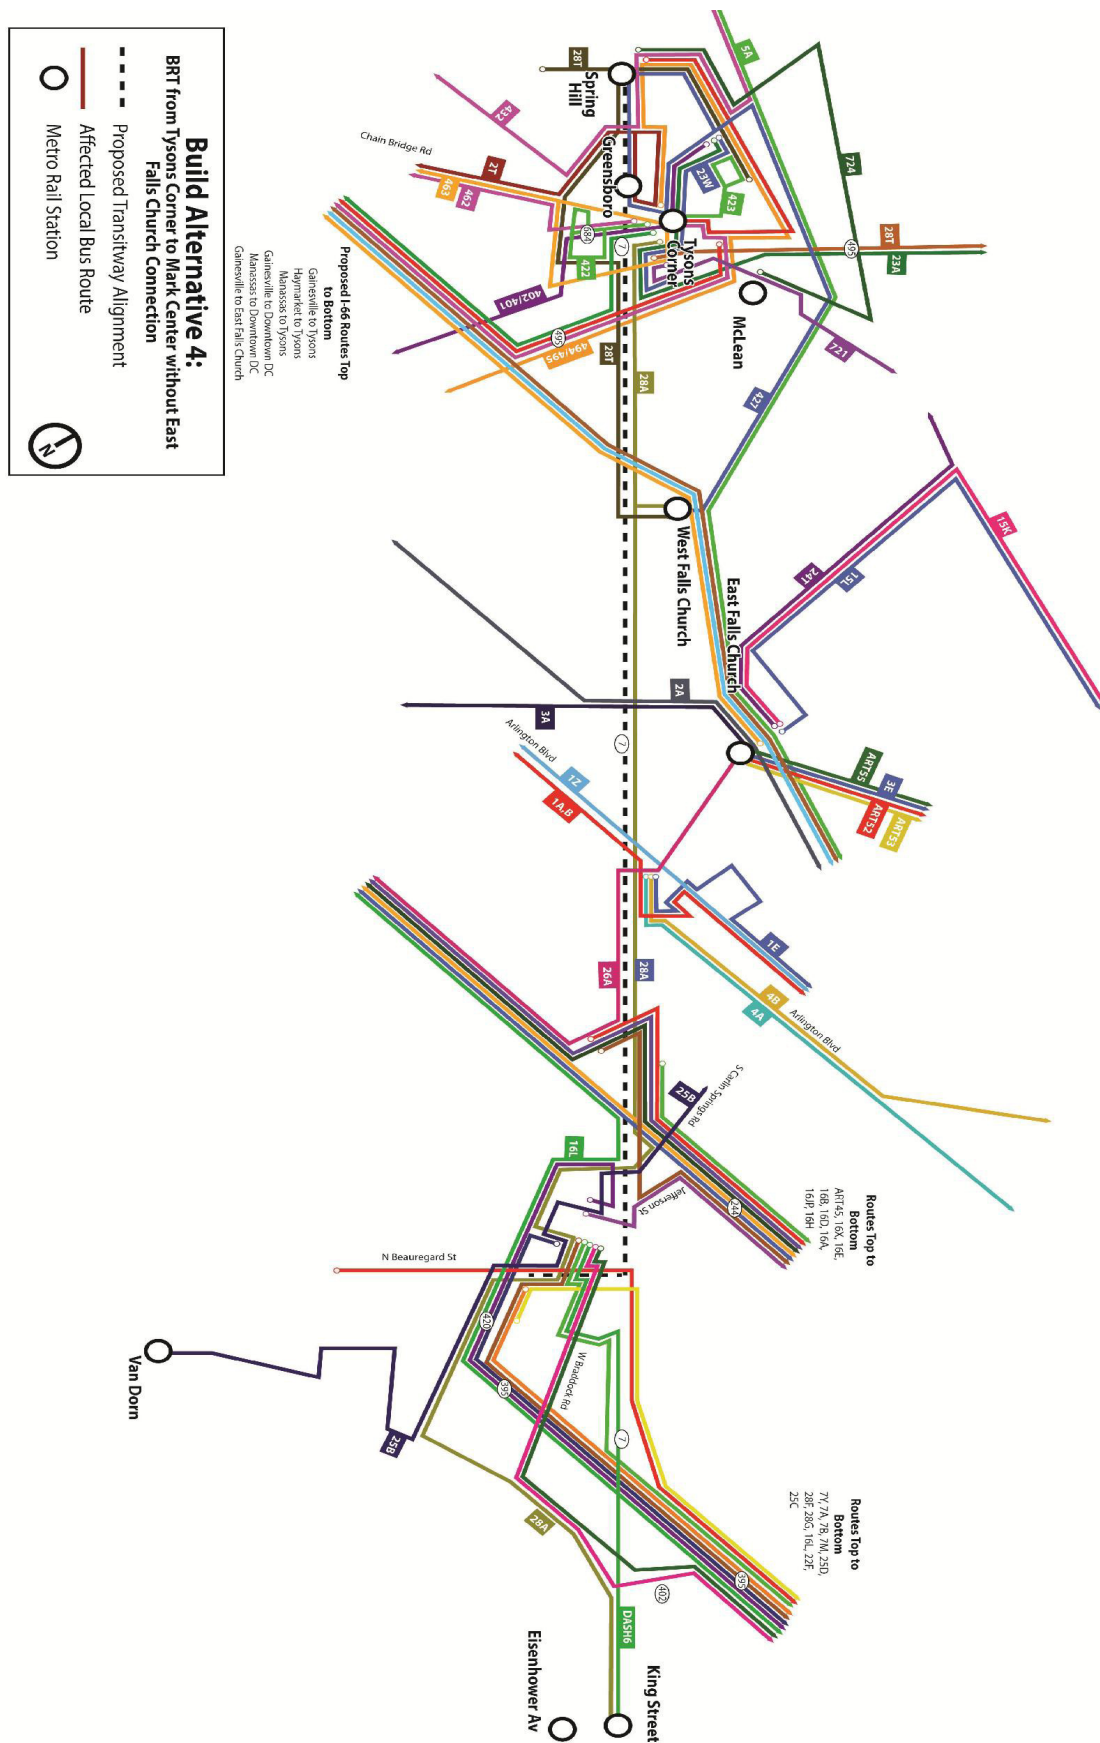 Build Alternative 4:
BRT from Tysons Corner to Mark Center without East
Falls Church Connection
Proposed Transitway Alignment
Affected Local Bus Route
Metro Rail Station
N
Proposed I-66 Routes Top
to Bottom
Gainesville to Tysons
Haymarket to Tysons
Manassas to Tysons
Gainesville to Downtown DC
Manassas to Downtown DC
Gainesville to East Falls Church
28T
Spring
Hill
5A
724
432
Chain Bridge Rd
2T
463
462
Greensboro
23W
423
684
422
7
Tysons
Corner
28T
495
23A
McLean
402/401
495
494/495
28T
28A
721
427
West Falls Church
East Falls Church
24T
15L
15K
2A
3A
7
Arlington Blvd
1Z
1A,B
ART55
3E
ART52
ART53
1E
26A
28A
4B
4A
Arlington Blvd
25B
S Carlin Springs Rd
16L
Jefferson St
244
Routes Top to
Bottom
ART45, 16X, 16E,
16B, 16D, 16A,
16JP, 16H
N Beauregard St
420
395
W Braddock Rd
7
Van Dorn
25B
28A
Routes Top to
Bottom
7Y, 7A, 7B, 7M, 25D,
28F, 28G, 16L, 22F,
25C
395
402
DASH6
Eisenhower Av
King Street